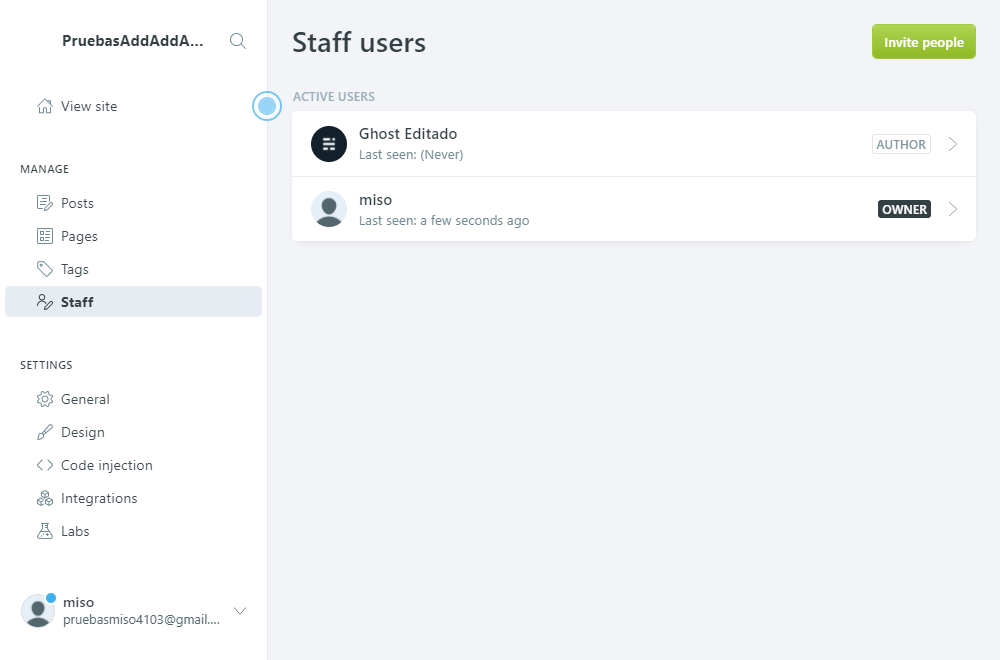 PruebasAddAddA...
View site
MANAGE
Posts
Pages
Tags
Staff
SETTINGS
General
Design
Code injection
Integrations
Labs
miso
pruebasmiso4103@gmail....
Staff users
Invite people
ACTIVE USERS
Ghost Editado
Last seen: (Never)
AUTHOR
miso
Last seen: a few seconds ago
OWNER